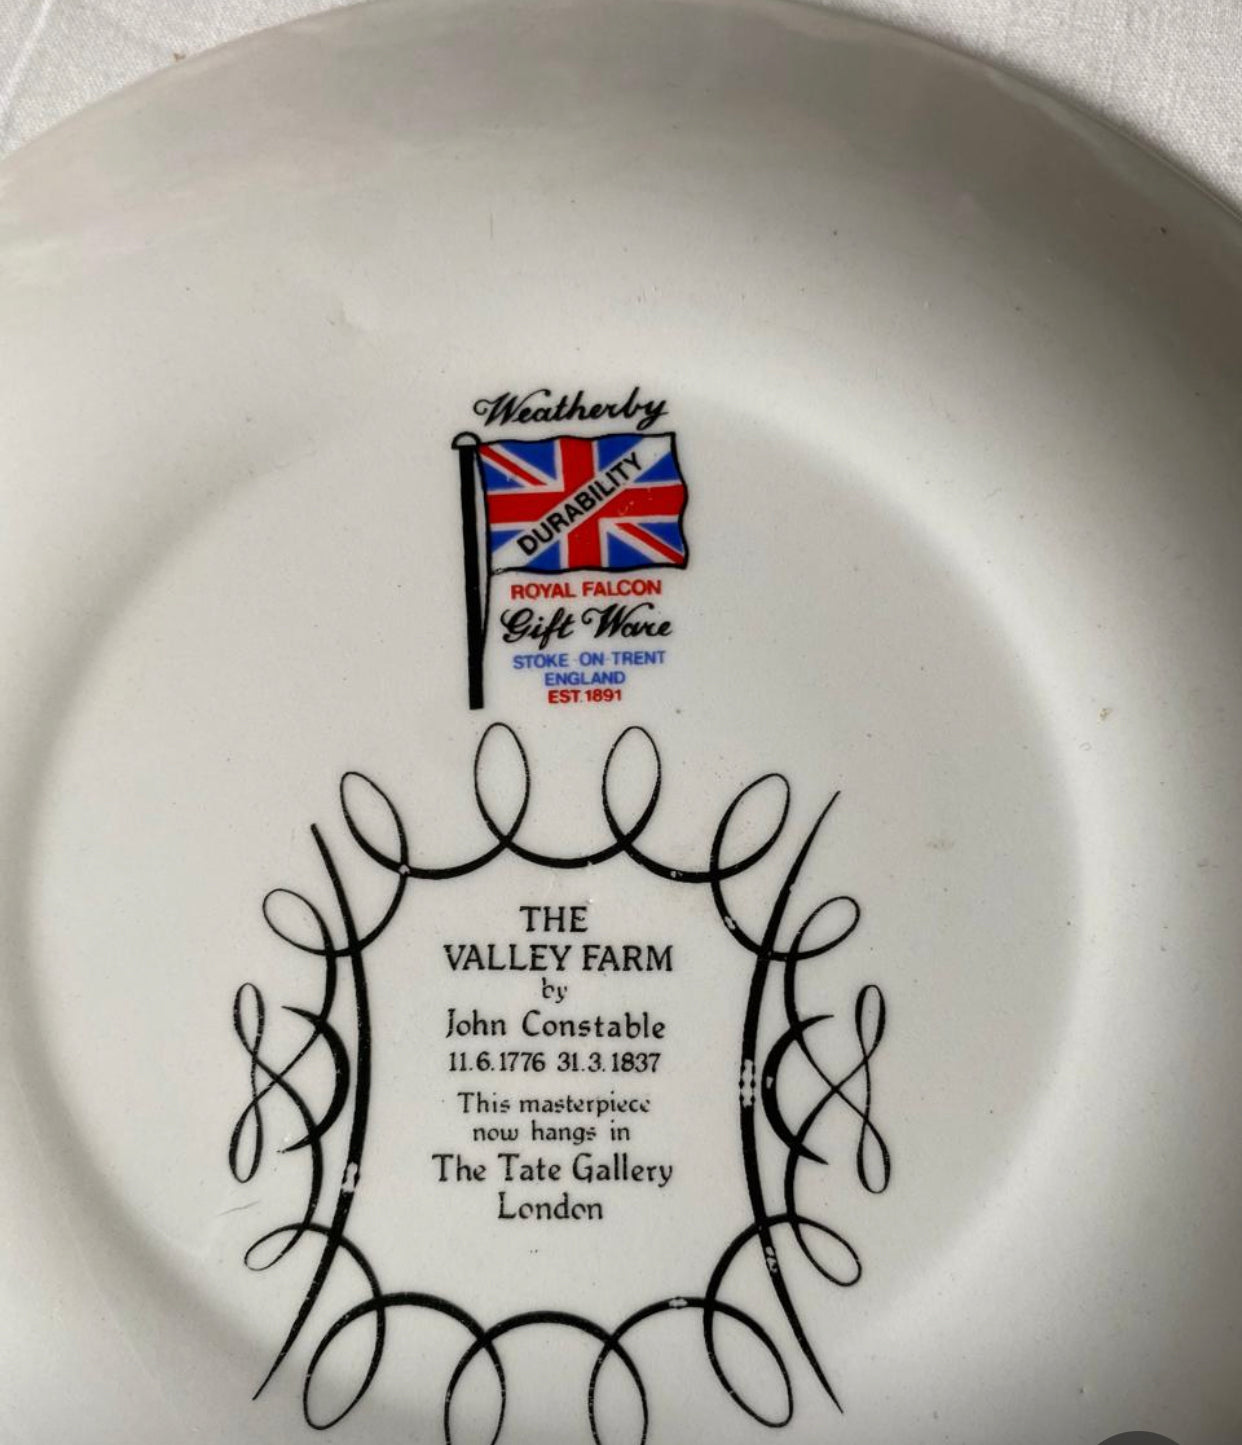 Weatherby
DURABILITY
ROYAL FALCON
Gift Ware
STOKE-ON-TRENT
ENGLAND
EST. 1891
THE
VALLEY FARM
by
John Constable
11.6.1776 31.3.1837
This masterpiece
now hangs in
The Tate Gallery
London